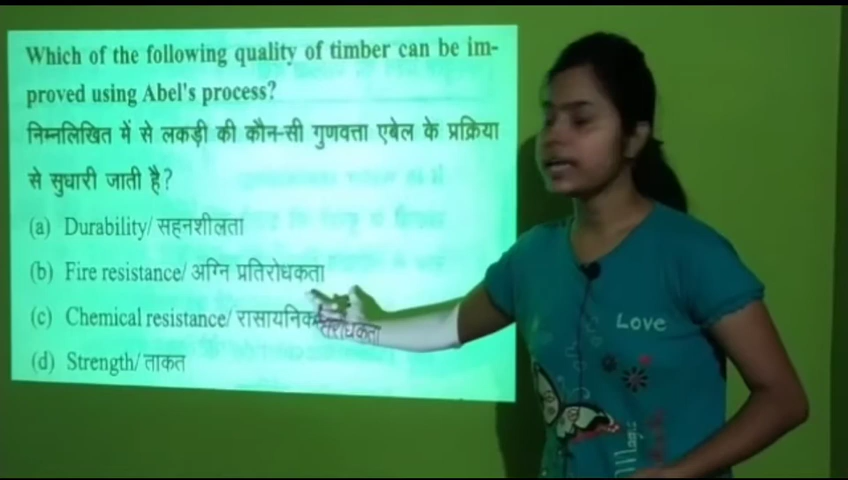 Which of the following quality of timber can be im-
proved using Abel's process?
निम्नलिखित में से लकड़ी की कौन-सी गुणवत्ता एबेल के प्रक्रिया
से सुधारी जाती है?
(a) Durability/ सहनशीलता
(b) Fire resistance/ अग्नि प्रतिरोधकता
(c) Chemical resistance/ रासायनिक
(d) Strength/ ताकत
Love
Magic